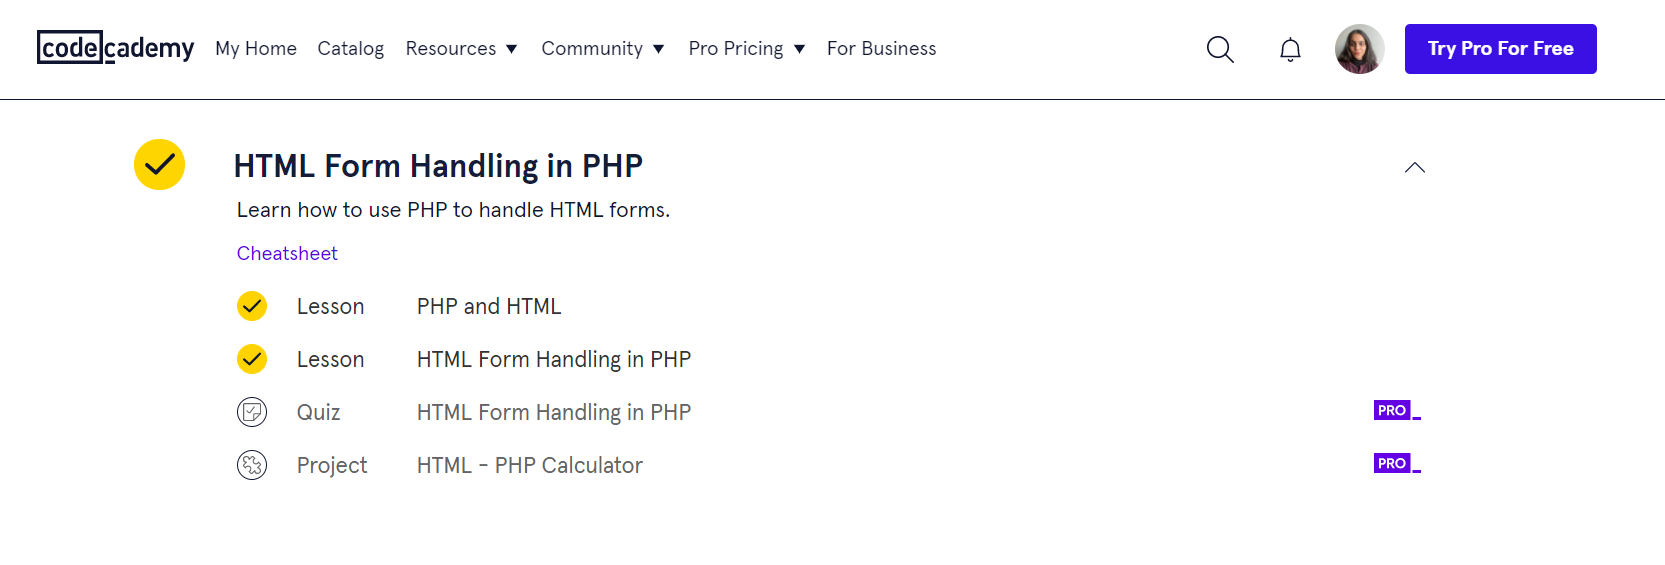 codecademy My Home Catalog Resources Community Pro Pricing For Business Try Pro For Free
HTML Form Handling in PHP
Learn how to use PHP to handle HTML forms.
Cheatsheet
Lesson PHP and HTML
Lesson HTML Form Handling in PHP
Quiz HTML Form Handling in PHP PRO
Project HTML - PHP Calculator PRO